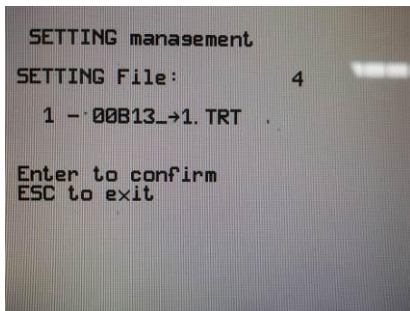 SETTING management
SETTING File: 4
1 - 00B13_→1. TRT
Enter to confirm
ESC to exit